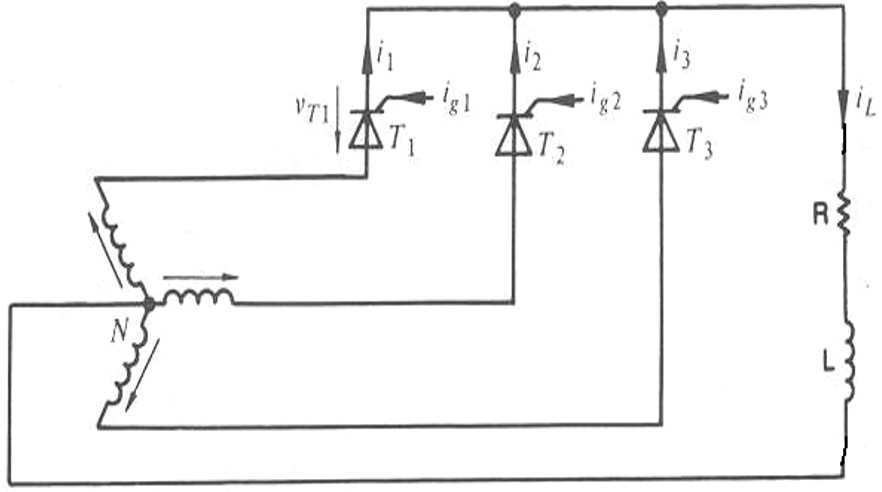 i1 i2 i3
vT1 ig1 ig2 ig3 iL
T1 T2 T3
R
N
L